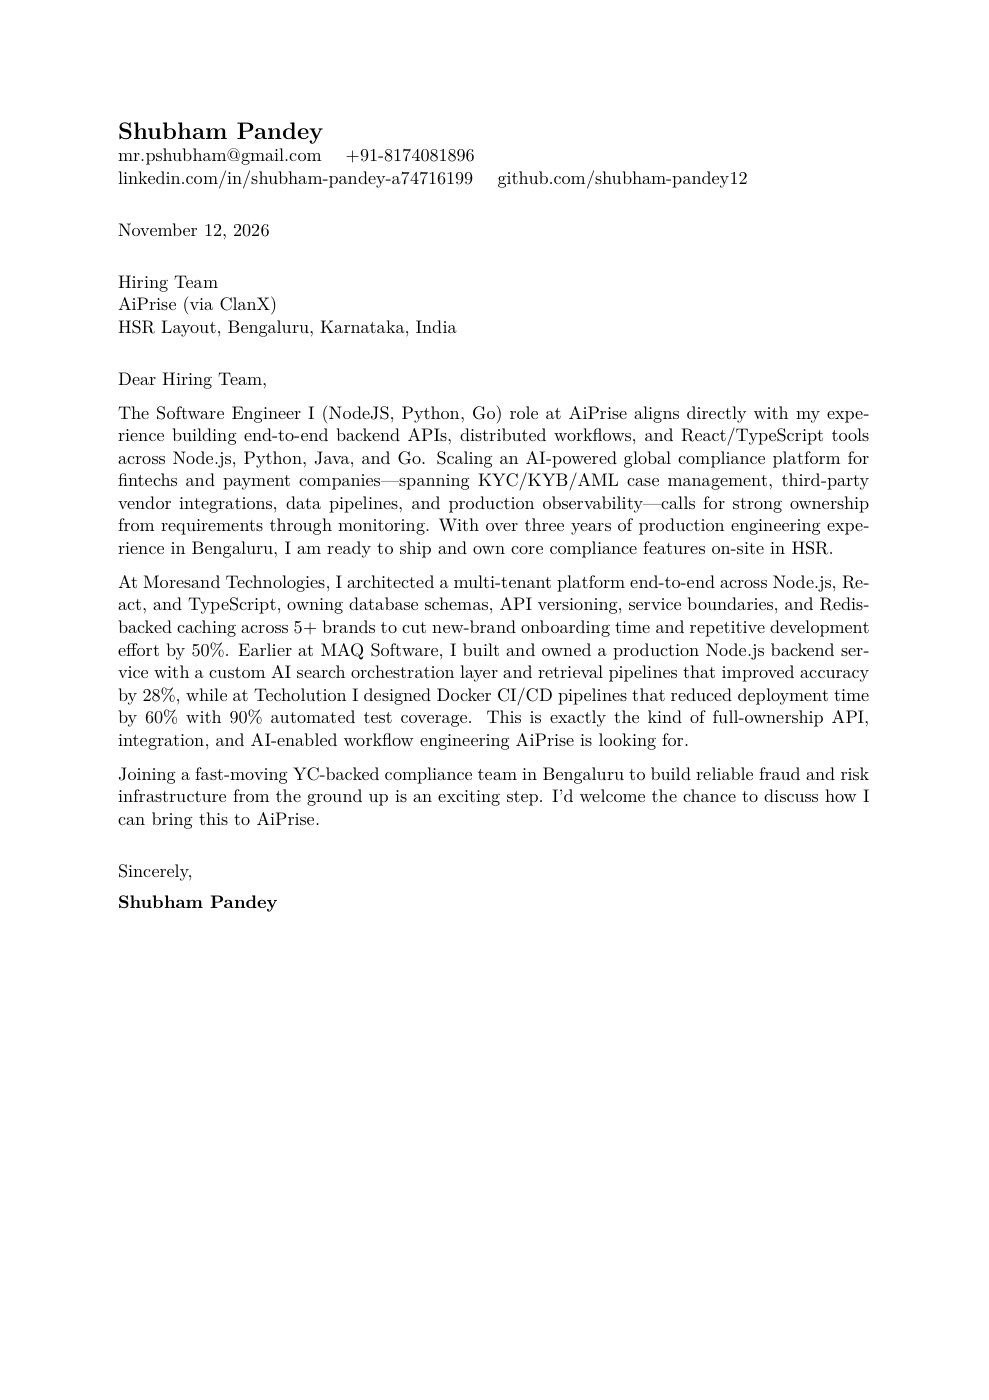 Shubham Pandey
mr.pshubham@gmail.com +91-8174081896
linkedin.com/in/shubham-pandey-a74716199 github.com/shubham-pandey12
November 12, 2026
Hiring Team
AiPrise (via ClanX)
HSR Layout, Bengaluru, Karnataka, India
Dear Hiring Team,
The Software Engineer I (NodeJS, Python, Go) role at AiPrise aligns directly with my expe-
rience building end-to-end backend APIs, distributed workflows, and React/TypeScript tools
across Node.js, Python, Java, and Go. Scaling an AI-powered global compliance platform for
fintechs and payment companies—spanning KYC/KYB/AML case management, third-party
vendor integrations, data pipelines, and production observability—calls for strong ownership
from requirements through monitoring. With over three years of production engineering expe-
rience in Bengaluru, I am ready to ship and own core compliance features on-site in HSR.
At Moresand Technologies, I architected a multi-tenant platform end-to-end across Node.js, Re-
act, and TypeScript, owning database schemas, API versioning, service boundaries, and Redis-
backed caching across 5+ brands to cut new-brand onboarding time and repetitive development
effort by 50%. Earlier at MAQ Software, I built and owned a production Node.js backend ser-
vice with a custom AI search orchestration layer and retrieval pipelines that improved accuracy
by 28%, while at Techolution I designed Docker CI/CD pipelines that reduced deployment time
by 60% with 90% automated test coverage. This is exactly the kind of full-ownership API,
integration, and AI-enabled workflow engineering AiPrise is looking for.
Joining a fast-moving YC-backed compliance team in Bengaluru to build reliable fraud and risk
infrastructure from the ground up is an exciting step. I'd welcome the chance to discuss how I
can bring this to AiPrise.
Sincerely,
Shubham Pandey